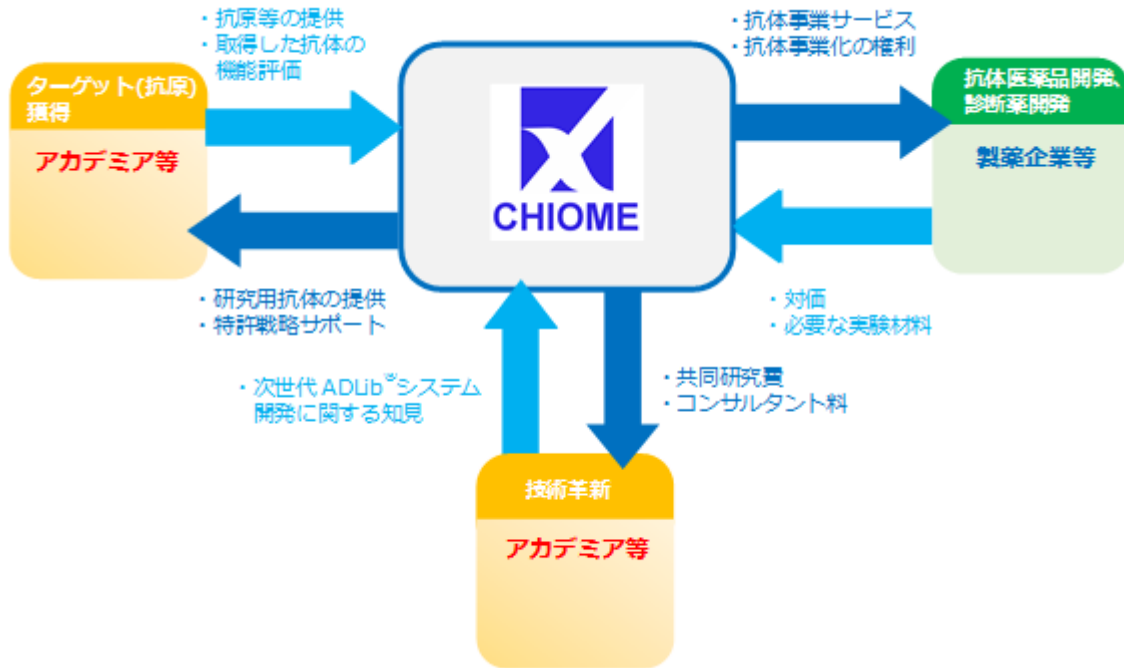 ・抗原等の提供
・取得した抗体の
機能評価
・抗体事業サービス
・抗体事業化の権利
ターゲット(抗原)
獲得
アカデミア等
CHIOME
抗体医薬品開発、
診断薬開発
製薬企業等
・研究用抗体の提供
・特許戦略サポート
・対価
・必要な実験材料
・次世代 ADLib®システム
開発に関する知見
・共同研究費
・コンサルタント料
技術革新
アカデミア等